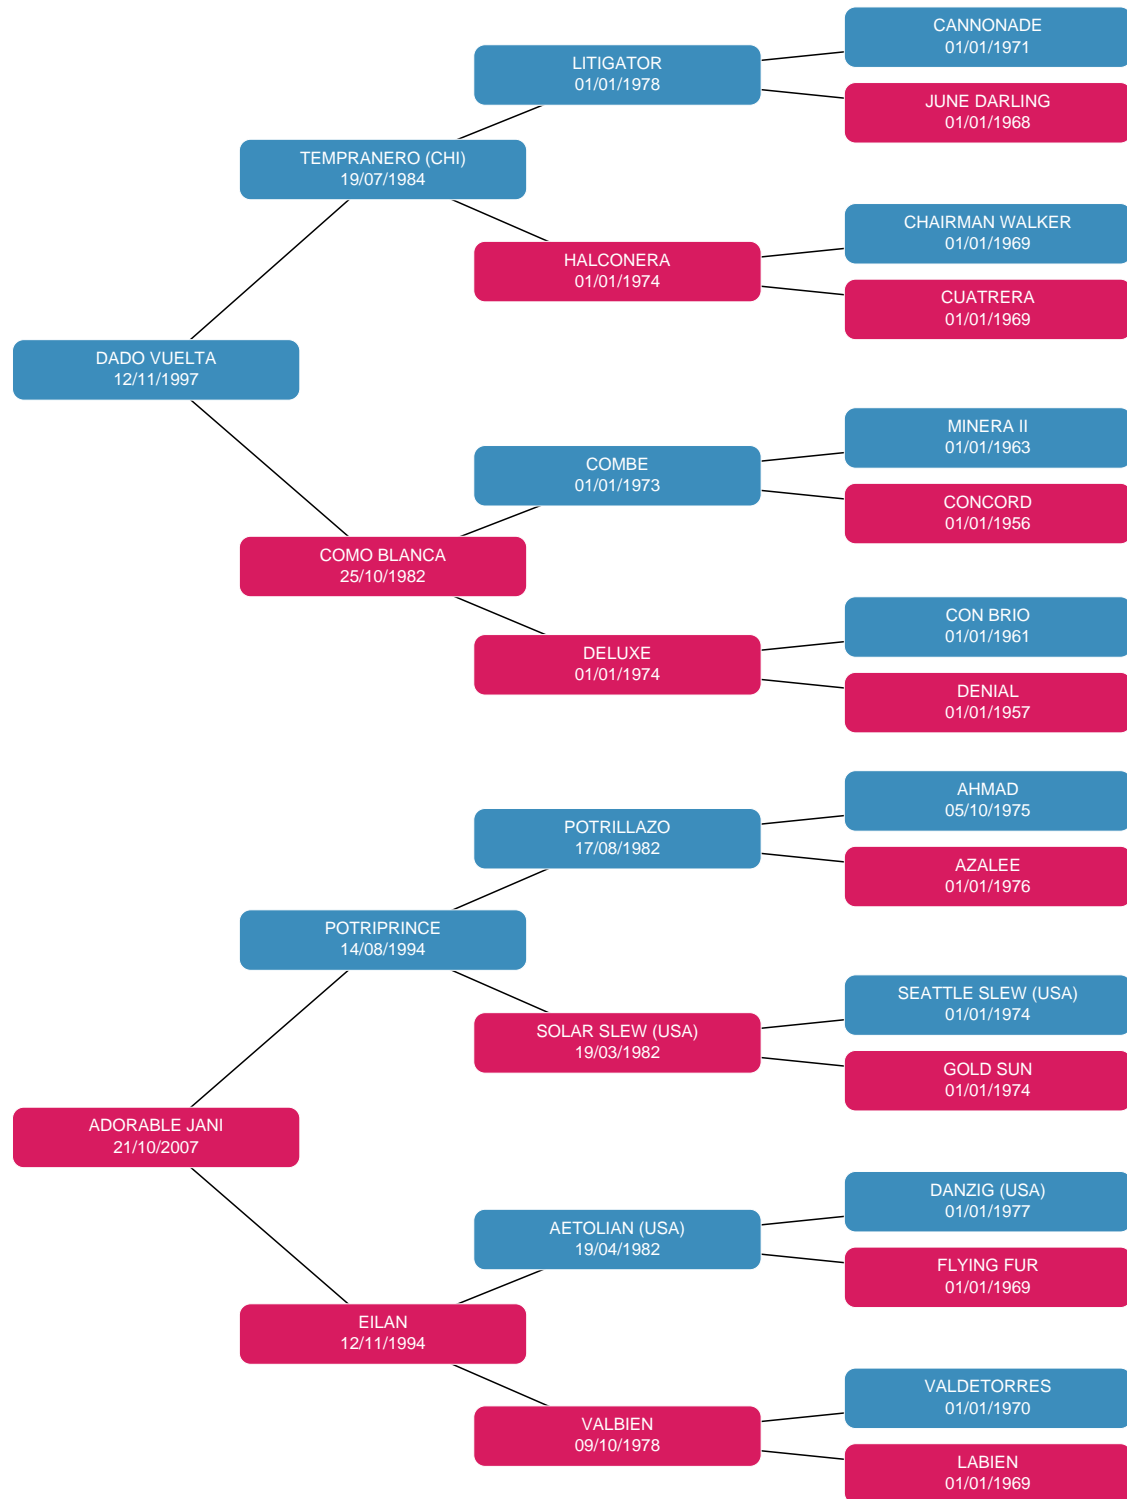 CANNONADE
01/01/1971
LITIGATOR
01/01/1978
JUNE DARLING
01/01/1968
TEMPRANERO (CHI)
19/07/1984
CHAIRMAN WALKER
01/01/1969
HALCONERA
01/01/1974
CUATRERA
01/01/1969
DADO VUELTA
12/11/1997
MINERA II
01/01/1963
COMBE
01/01/1973
CONCORD
01/01/1956
COMO BLANCA
25/10/1982
CON BRIO
01/01/1961
DELUXE
01/01/1974
DENIAL
01/01/1957
AHMAD
05/10/1975
POTRILLAZO
17/08/1982
AZALEE
01/01/1976
POTRIPRINCE
14/08/1994
SEATTLE SLEW (USA)
01/01/1974
SOLAR SLEW (USA)
19/03/1982
GOLD SUN
01/01/1974
ADORABLE JANI
21/10/2007
DANZIG (USA)
01/01/1977
AETOLIAN (USA)
19/04/1982
FLYING FUR
01/01/1969
EILAN
12/11/1994
VALDETORRES
01/01/1970
VALBIEN
09/10/1978
LABIEN
01/01/1969